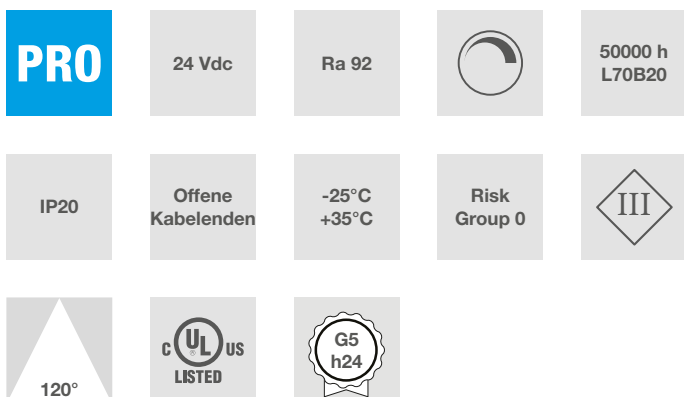 PRO
24 Vdc
Ra 92
50000 h
L70B20
IP20
Offene
Kabelenden
-25°C
+35°C
Risk
Group 0
III
120°
C UL US
®
LISTED
G5
h24